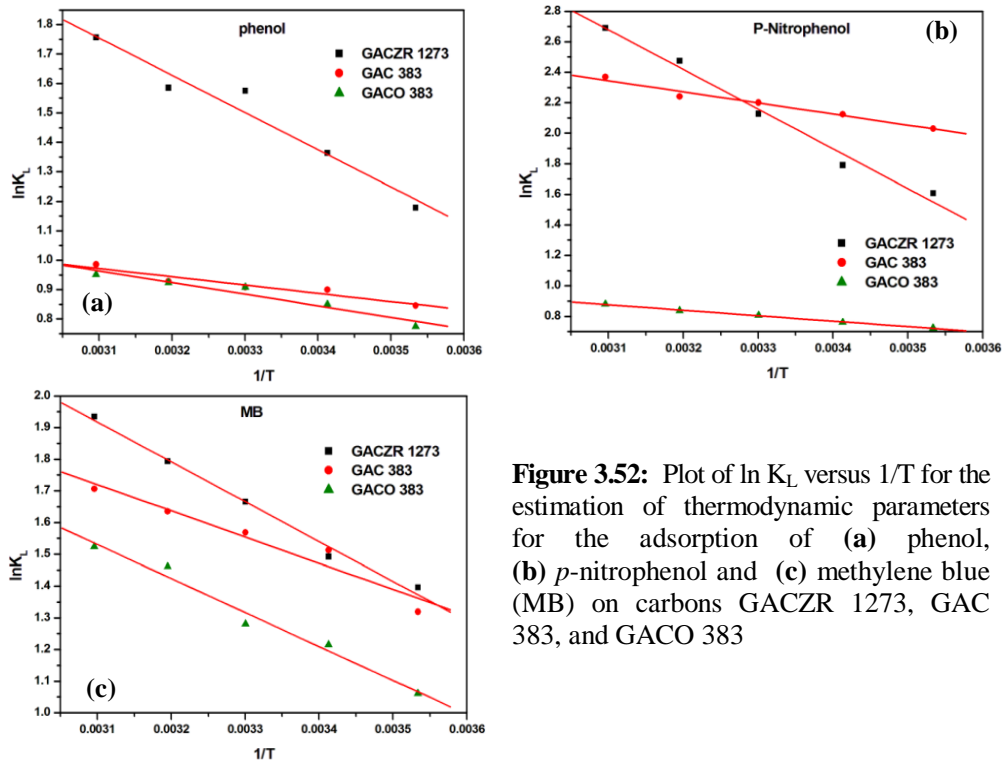 phenol
GACZR 1273
GAC 383
GACO 383
1.8
1.7
1.6
1.5
1.4
1.3
1.2
1.1
1.0
0.9
0.8
lnK_L
(a)
0.0031 0.0032 0.0033 0.0034 0.0035 0.0036
1/T
P-Nitrophenol
(b)
2.8
2.6
2.4
2.2
2.0
1.8
1.6
1.4
1.2
1.0
0.8
lnK_L
GACZR 1273
GAC 383
GACO 383
0.0031 0.0032 0.0033 0.0034 0.0035 0.0036
1/T
MB
GACZR 1273
GAC 383
GACO 383
2.0
1.9
1.8
1.7
1.6
1.5
1.4
1.3
1.2
1.1
1.0
lnK_L
(c)
0.0031 0.0032 0.0033 0.0034 0.0035 0.0036
1/T
Figure 3.52: Plot of ln K_L versus 1/T for the
estimation of thermodynamic parameters
for the adsorption of (a) phenol,
(b) p-nitrophenol and (c) methylene blue
(MB) on carbons GACZR 1273, GAC
383, and GACO 383